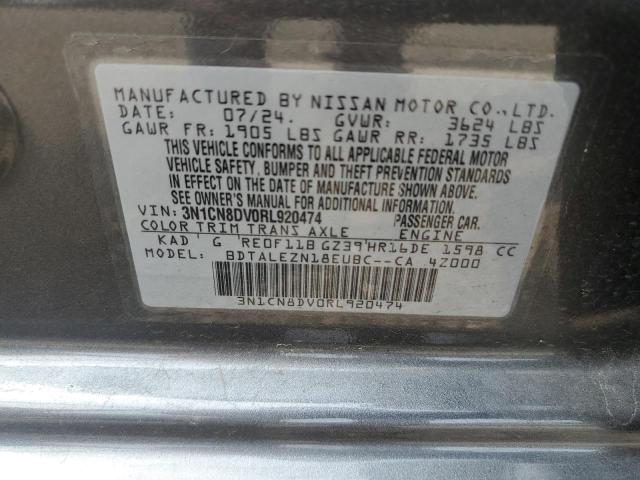 MANUFACTURED BY NISSAN MOTOR CO., LTD.
DATE: 07/24. GVWR: 3624 LBS
GAWR FR: 1905 LBS GAWR RR: 1735 LBS
THIS VEHICLE CONFORMS TO ALL APPLICABLE FEDERAL MOTOR
VEHICLE SAFETY, BUMPER AND THEFT PREVENTION STANDARDS
IN EFFECT ON THE DATE OF MANUFACTURE SHOWN ABOVE.
SEE OWNER'S MANUAL FOR ADDITIONAL INFORMATION.
VIN: 3N1CN8DV0RL920474 PASSENGER CAR.
COLOR TRIM TRANS AXLE ENGINE
KAD G RE0F11B GZ39 HR16DE 1598 CC
MODEL: BDTALEZN18EUBC--CA 4Z000
3N1CN8DV0RL920474